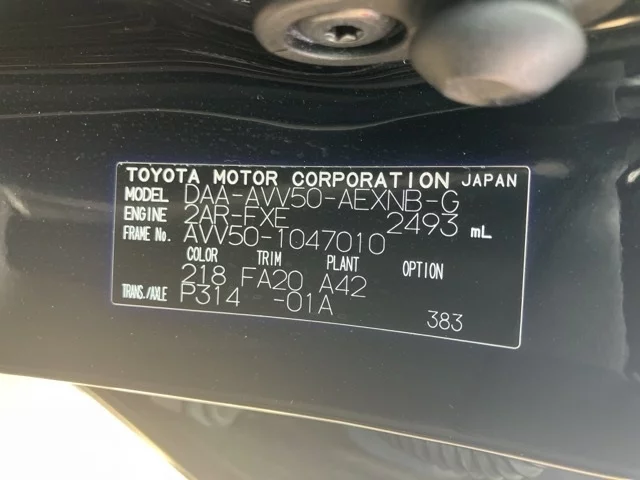 TOYOTA MOTOR CORPORATION JAPAN
MODEL DAA-AVV50-AEXNB-G
ENGINE 2AR-FXE 2493 mL
FRAME No. AVV50-1047010
COLOR TRIM PLANT OPTION
218 FA20 A42
TRANS./AXLE P314 -01A
383